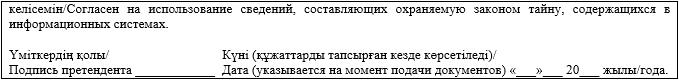 келісемін/Согласен на использование сведений, составляющих охраняемую законом тайну, содержащихся в
информационных системах.
Үміткердің қолы/ Күні (құжаттарды тапсырған кезде көрсетіледі)/
Подпись претендента _____________ Дата (указывается на момент подачи документов) «___»___ 20___ жылы/года.